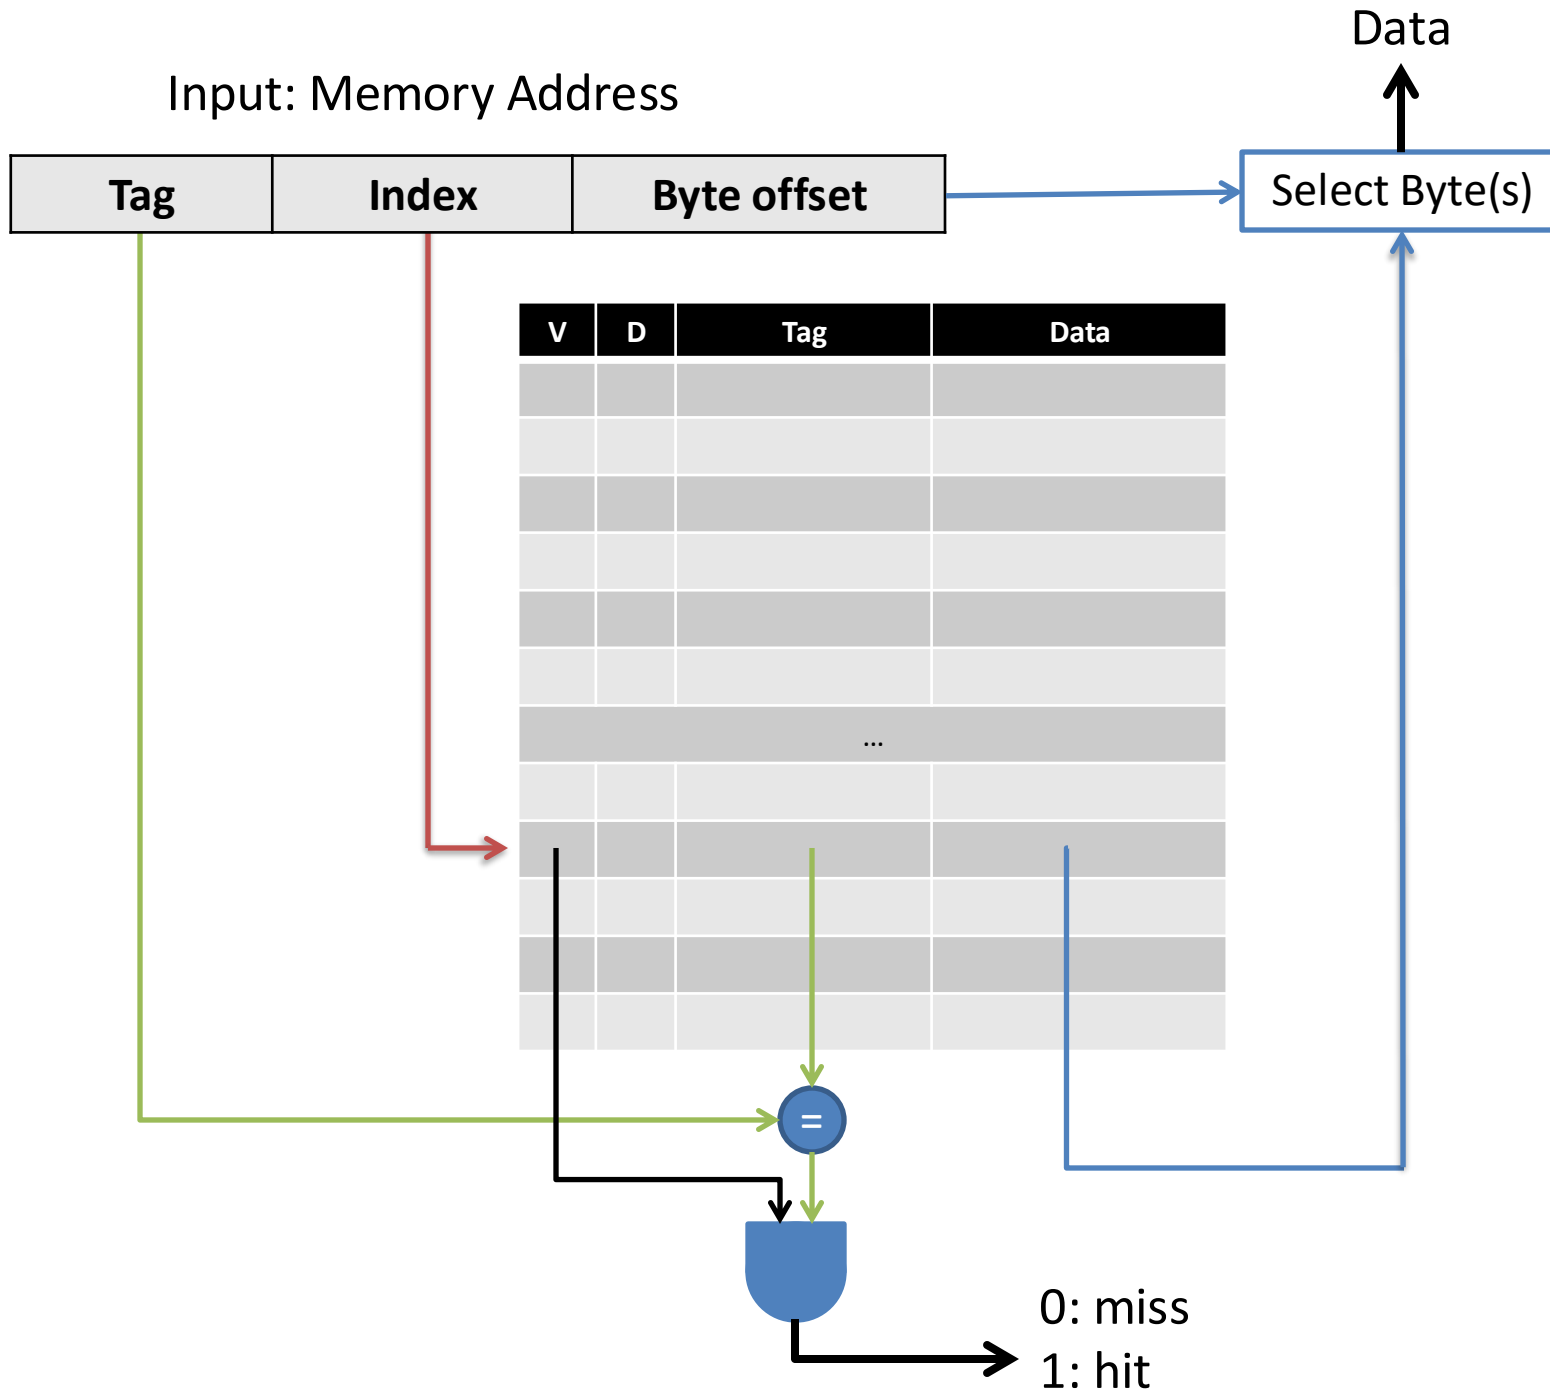 Data
Input: Memory Address
Tag Index Byte offset
Select Byte(s)
V D Tag Data
...
=
0: miss
1: hit